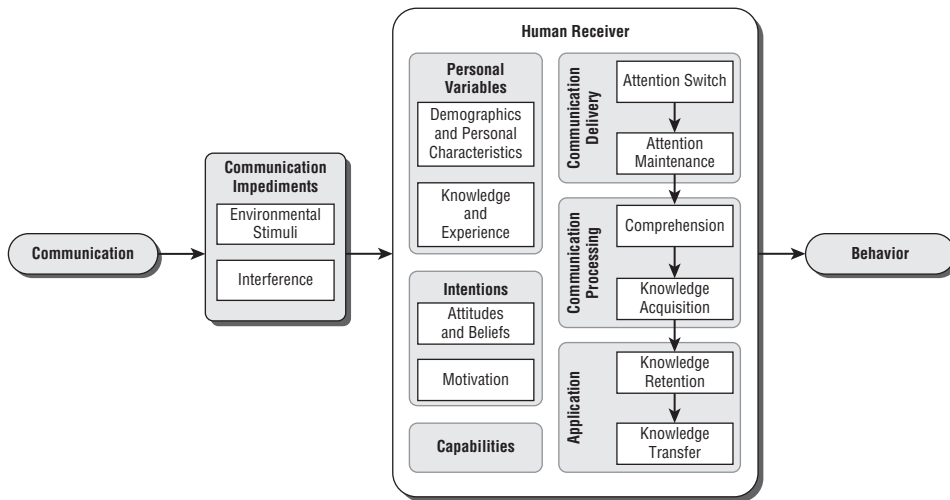 Communication
Communication
Impediments
Environmental
Stimuli
Interference
Human Receiver
Personal
Variables
Demographics
and Personal
Characteristics
Knowledge
and
Experience
Intentions
Attitudes
and Beliefs
Motivation
Capabilities
Communication
Delivery
Attention Switch
Attention
Maintenance
Communication
Processing
Comprehension
Knowledge
Acquisition
Application
Knowledge
Retention
Knowledge
Transfer
Behavior